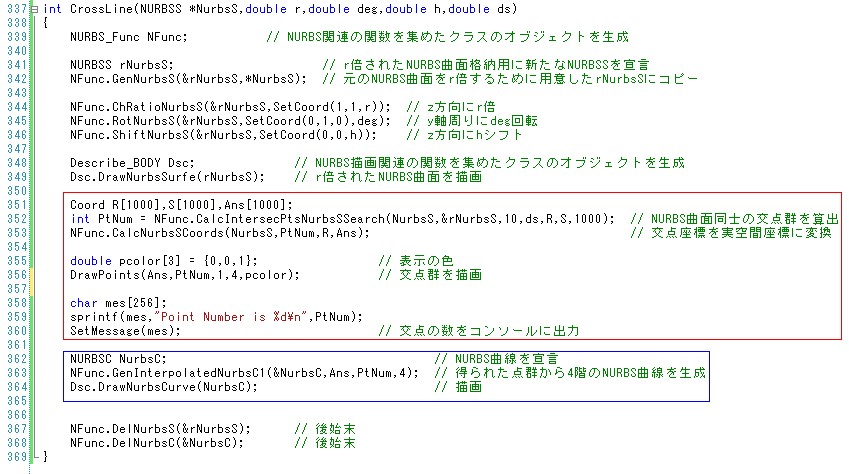 337 int CrossLine(NURBSS *NurbsS,double r,double deg,double h,double ds)
338 {
339 NURBS_Func NFunc; // NURBS関連の関数を集めたクラスのオブジェクトを生成
340
341 NURBSS rNurbsS; // r倍されたNURBS曲面格納用に新たなNURBSSを宣言
342 NFunc.GenNurbsS(&rNurbsS,*NurbsS); // 元のNURBS曲面をr倍するために用意したrNurbsSにコピー
343
344 NFunc.ChRatioNurbsS(&rNurbsS,SetCoord(1,1,r)); // z方向にr倍
345 NFunc.RotNurbsS(&rNurbsS,SetCoord(0,1,0),deg); // y軸周りにdeg回転
346 NFunc.ShiftNurbsS(&rNurbsS,SetCoord(0,0,h)); // z方向にhシフト
347
348 Describe_BODY Dsc; // NURBS描画関連の関数を集めたクラスのオブジェクトを生成
349 Dsc.DrawNurbsSurfe(rNurbsS); // r倍されたNURBS曲面を描画
350
351 Coord R[1000],S[1000],Ans[1000];
352 int PtNum = NFunc.CalcIntersecPtsNurbsSSearch(NurbsS,&rNurbsS,10,ds,R,S,1000); // NURBS曲面同士の交点群を算出
353 NFunc.CalcNurbsSCoords(NurbsS,PtNum,R,Ans); // 交点座標を実空間座標に変換
354
355 double pcolor[3] = {0,0,1}; // 表示の色
356 DrawPoints(Ans,PtNum,1,4,pcolor); // 交点群を描画
357
358 char mes[256];
359 sprintf(mes,"Point Number is %d¥n",PtNum);
360 SetMessage(mes); // 交点の数をコンソールに出力
361
362 NURBSC NurbsC; // NURBS曲線を宣言
363 NFunc.GenInterpolatedNurbsC1(&NurbsC,Ans,PtNum,4); // 得られた点群から4階のNURBS曲線を生成
364 Dsc.DrawNurbsCurve(NurbsC); // 描画
365
366
367 NFunc.DelNurbsS(&rNurbsS); // 後始末
368 NFunc.DelNurbsC(&NurbsC); // 後始末
369 }